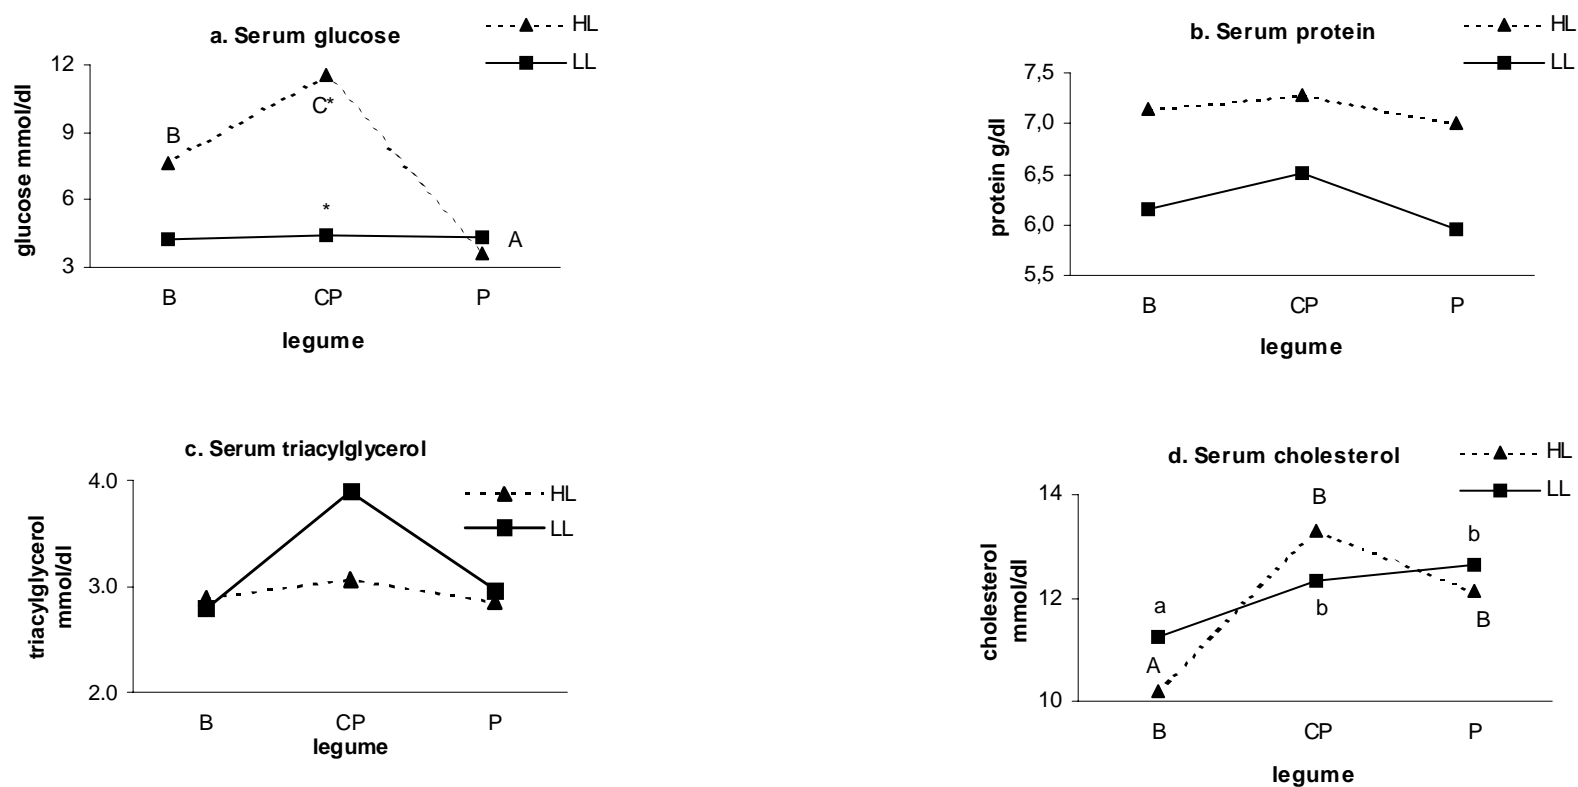 a. Serum glucose
HL
LL
glucose mmol/dl
12
9
6
3
B
C*
*
A
B CP P
legume
b. Serum protein
HL
LL
protein g/dl
7,5
7,0
6,5
6,0
5,5
B CP P
legume
c. Serum triacylglycerol
HL
LL
triacylglycerol
mmol/dl
4.0
3.0
2.0
B CP P
legume
d. Serum cholesterol
HL
LL
cholesterol
mmol/dl
14
12
10
B
b
a
b
B
A
B CP P
legume